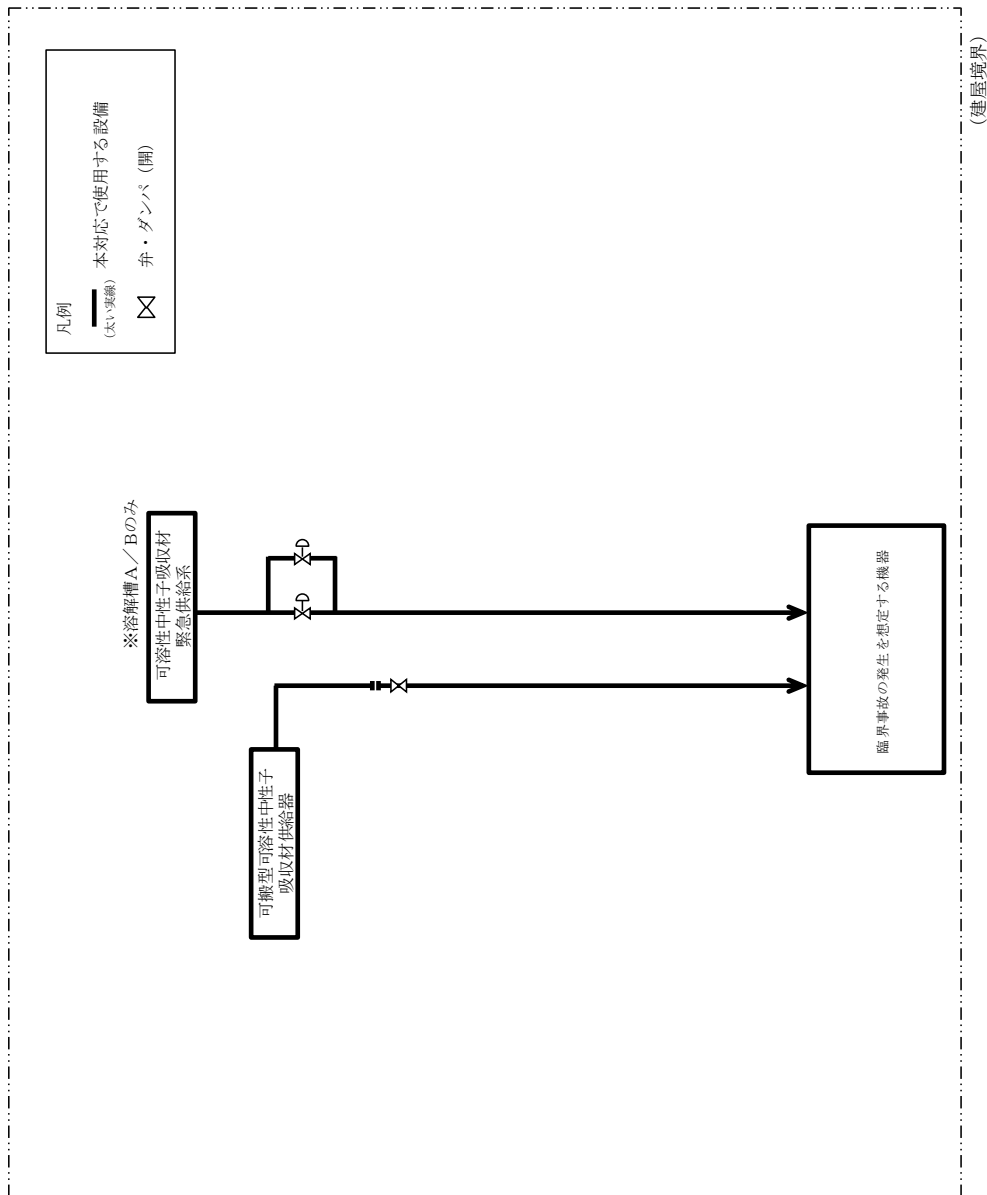 凡例
(太い実線)
本対応で使用する設備
弁・ダンパ（開）
※溶解槽A／Bのみ
可溶性中性子吸収材
緊急供給系
可搬型可溶性中性子
吸収材供給器
臨界事故の発生を想定する機器
(建屋境界)